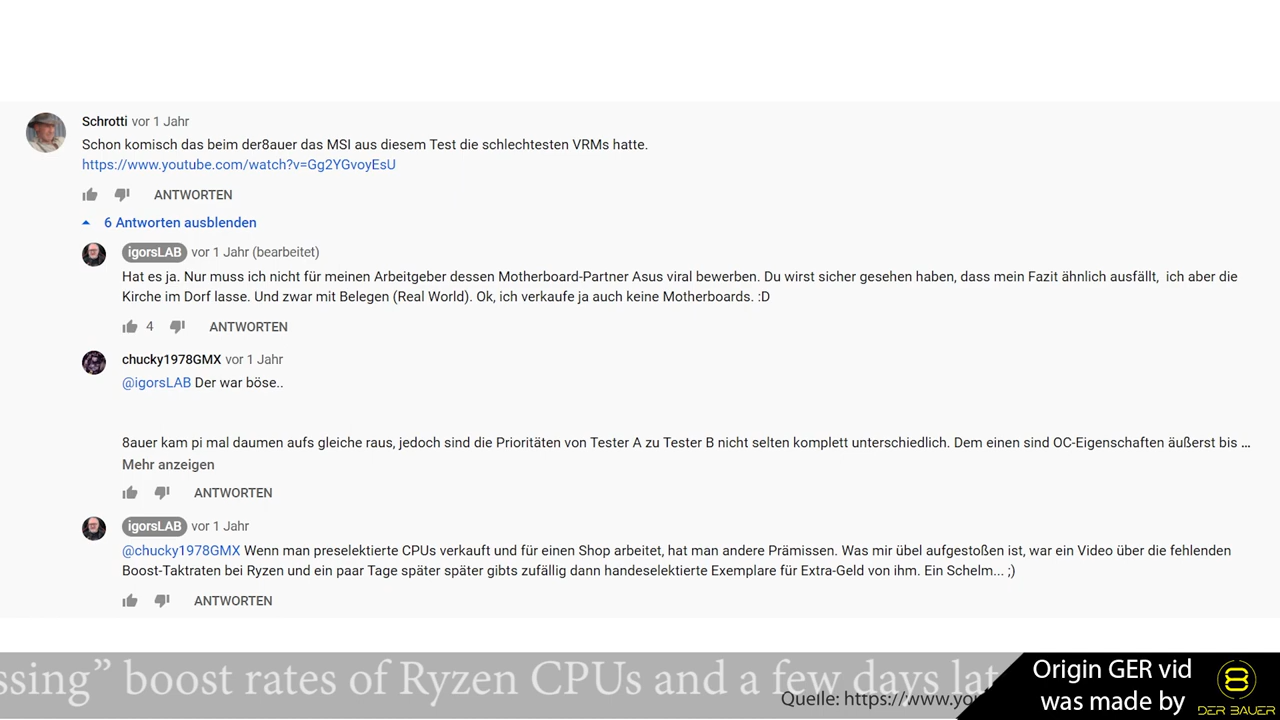 Schrotti vor 1 Jahr
Schon komisch das beim der8auer das MSI aus diesem Test die schlechtesten VRMs hatte.
https://www.youtube.com/watch?v=Gg2YGvoyEsU
ANTWORTEN
6 Antworten ausblenden
igorsLAB vor 1 Jahr (bearbeitet)
Hat es ja. Nur muss ich nicht für meinen Arbeitgeber dessen Motherboard-Partner Asus viral bewerben. Du wirst sicher gesehen haben, dass mein Fazit ähnlich ausfällt, ich aber die
Kirche im Dorf lasse. Und zwar mit Belegen (Real World). Ok, ich verkaufe ja auch keine Motherboards. :D
4 ANTWORTEN
chucky1978GMX vor 1 Jahr
@igorsLAB Der war böse..
8auer kam pi mal daumen aufs gleiche raus, jedoch sind die Prioritäten von Tester A zu Tester B nicht selten komplett unterschiedlich. Dem einen sind OC-Eigenschaften äußerst bis ...
Mehr anzeigen
ANTWORTEN
igorsLAB vor 1 Jahr
@chucky1978GMX Wenn man preselektierte CPUs verkauft und für einen Shop arbeitet, hat man andere Prämissen. Was mir übel aufgestoßen ist, war ein Video über die fehlenden
Boost-Taktraten bei Ryzen und ein paar Tage später später gibts zufällig dann handeselektierte Exemplare für Extra-Geld von ihm. Ein Schelm... ;)
ANTWORTEN
ssing” boost rates of Ryzen CPUs and a few days lat
Quelle: https://www.you
Origin GER vid
was made by
DER BAUER